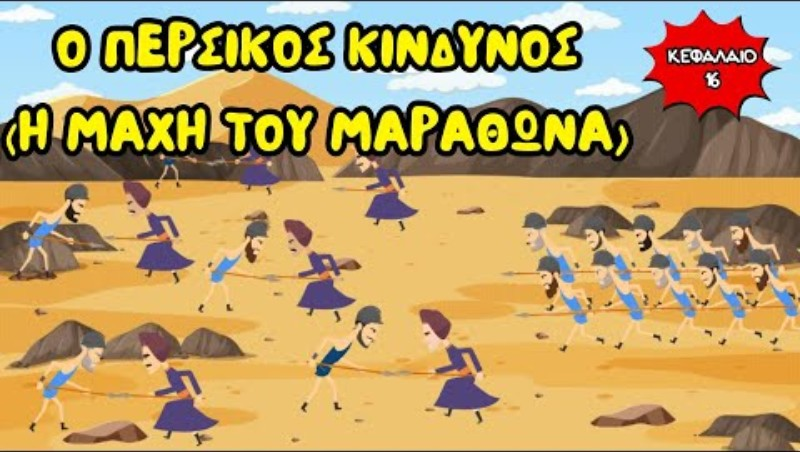 Ο ΠΕΡΣΙΚΟΣ ΚΙΝΔΥΝΟΣ
(Η ΜΑΧΗ ΤΟΥ ΜΑΡΑΘΩΝΑ)
ΚΕΦΑΛΑΙΟ
16